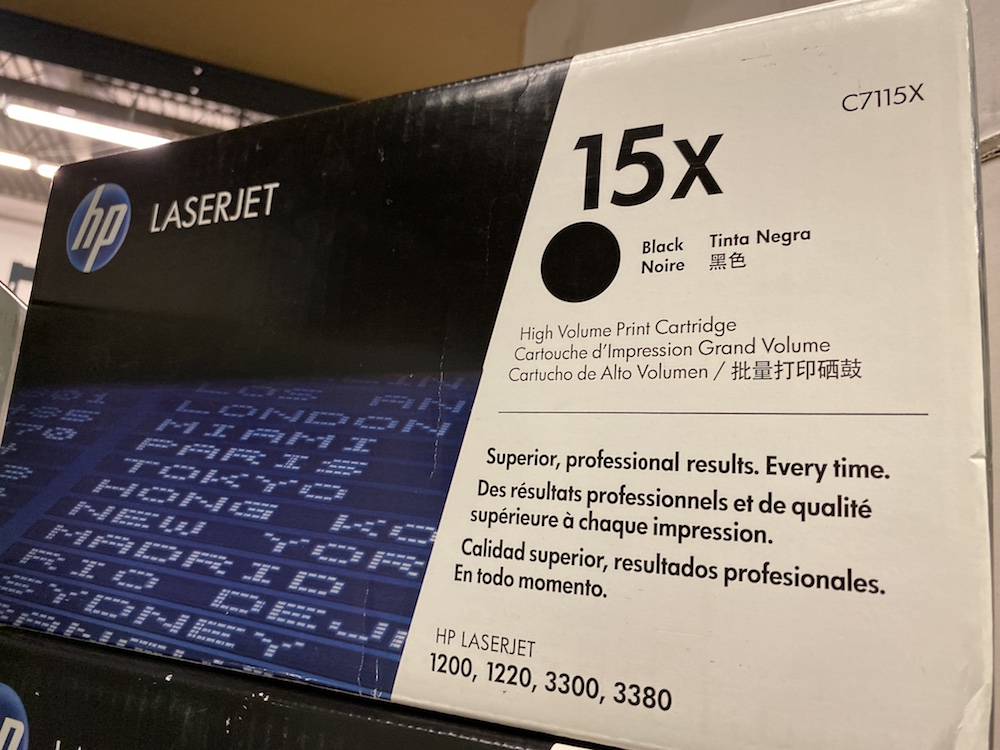 hp LASERJET
C7115X
15x
Black Tinta Negra
Noire 黑色
High Volume Print Cartridge
Cartouche d'Impression Grand Volume
Cartucho de Alto Volumen / 批量打印硒鼓
Superior, professional results. Every time.
Des résultats professionnels et de qualité
supérieure à chaque impression.
Calidad superior, resultados profesionales.
En todo momento.
HP LASERJET
1200, 1220, 3300, 3380
LONDON
MIAMI
PARIS
TOKYO
HONG KO
NEW YOR
MADRID
RIO DEJ
SYDNEY